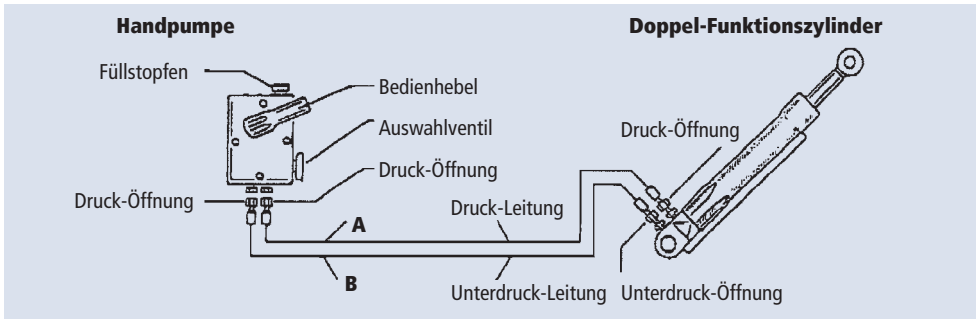 Handpumpe
Doppel-Funktionszylinder
Füllstopfen
Bedienhebel
Auswahlventil
Druck-Öffnung
Druck-Öffnung
Druck-Öffnung
Druck-Leitung
A
B
Unterdruck-Leitung
Unterdruck-Öffnung